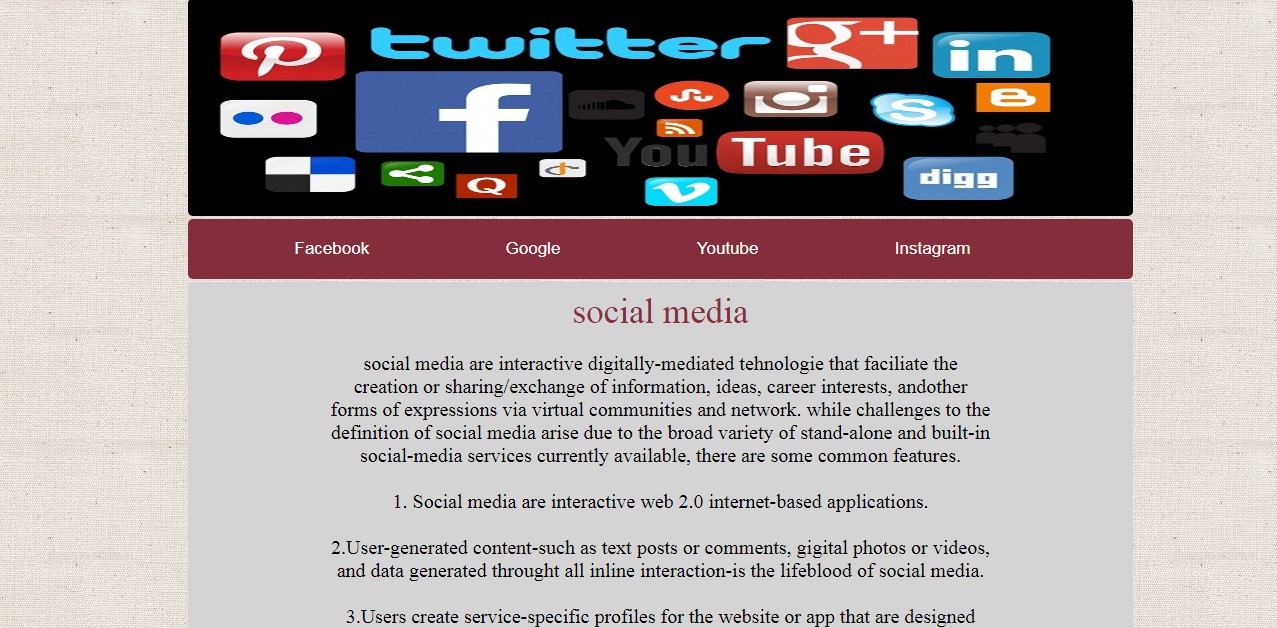 twitter
g+
in
f
S
B
YouTube
digg
Q
Facebook Google Youtube Instagram
social media
social media are interactive digitally-mediated tehnologie that faciliate the
creation or sharing/exchange of information, ideas, career interests, andother
forms of expressions via virtual communities and network. while challenges to the
definition of social media arise due to the broad variety of stand-alone and built-in
social-media services currently available, there are some common features.
1. Social media are interactive web 2.0 internet-based applications.
2.User-generated content-such as text posts or comments, gigital photos or videos,
and data generated throught all inline interaction-is the lifeblood of social media.
3.Users create service-specific profiles for the website or app that are designed